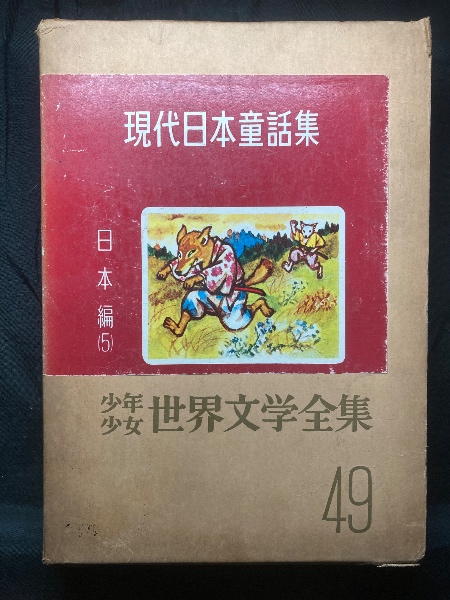 現代日本童話集
日本編(5)
少年少女 世界文学全集
49